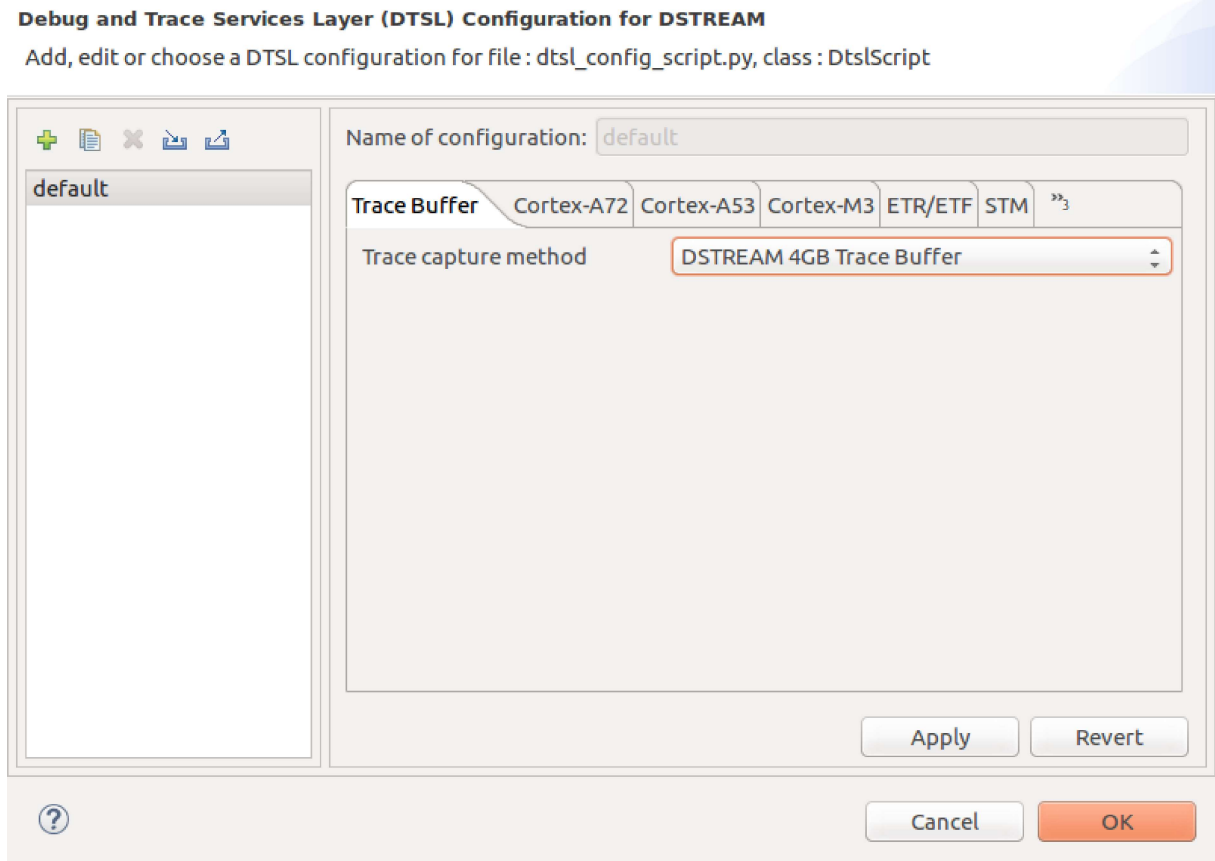 Debug and Trace Services Layer (DTSL) Configuration for DSTREAM
Add, edit or choose a DTSL configuration for file : dtsl_config_script.py, class : DtslScript
Name of configuration: default
default
Trace Buffer Cortex-A72 Cortex-A53 Cortex-M3 ETR/ETF STM »3
Trace capture method DSTREAM 4GB Trace Buffer
Apply Revert
? Cancel OK